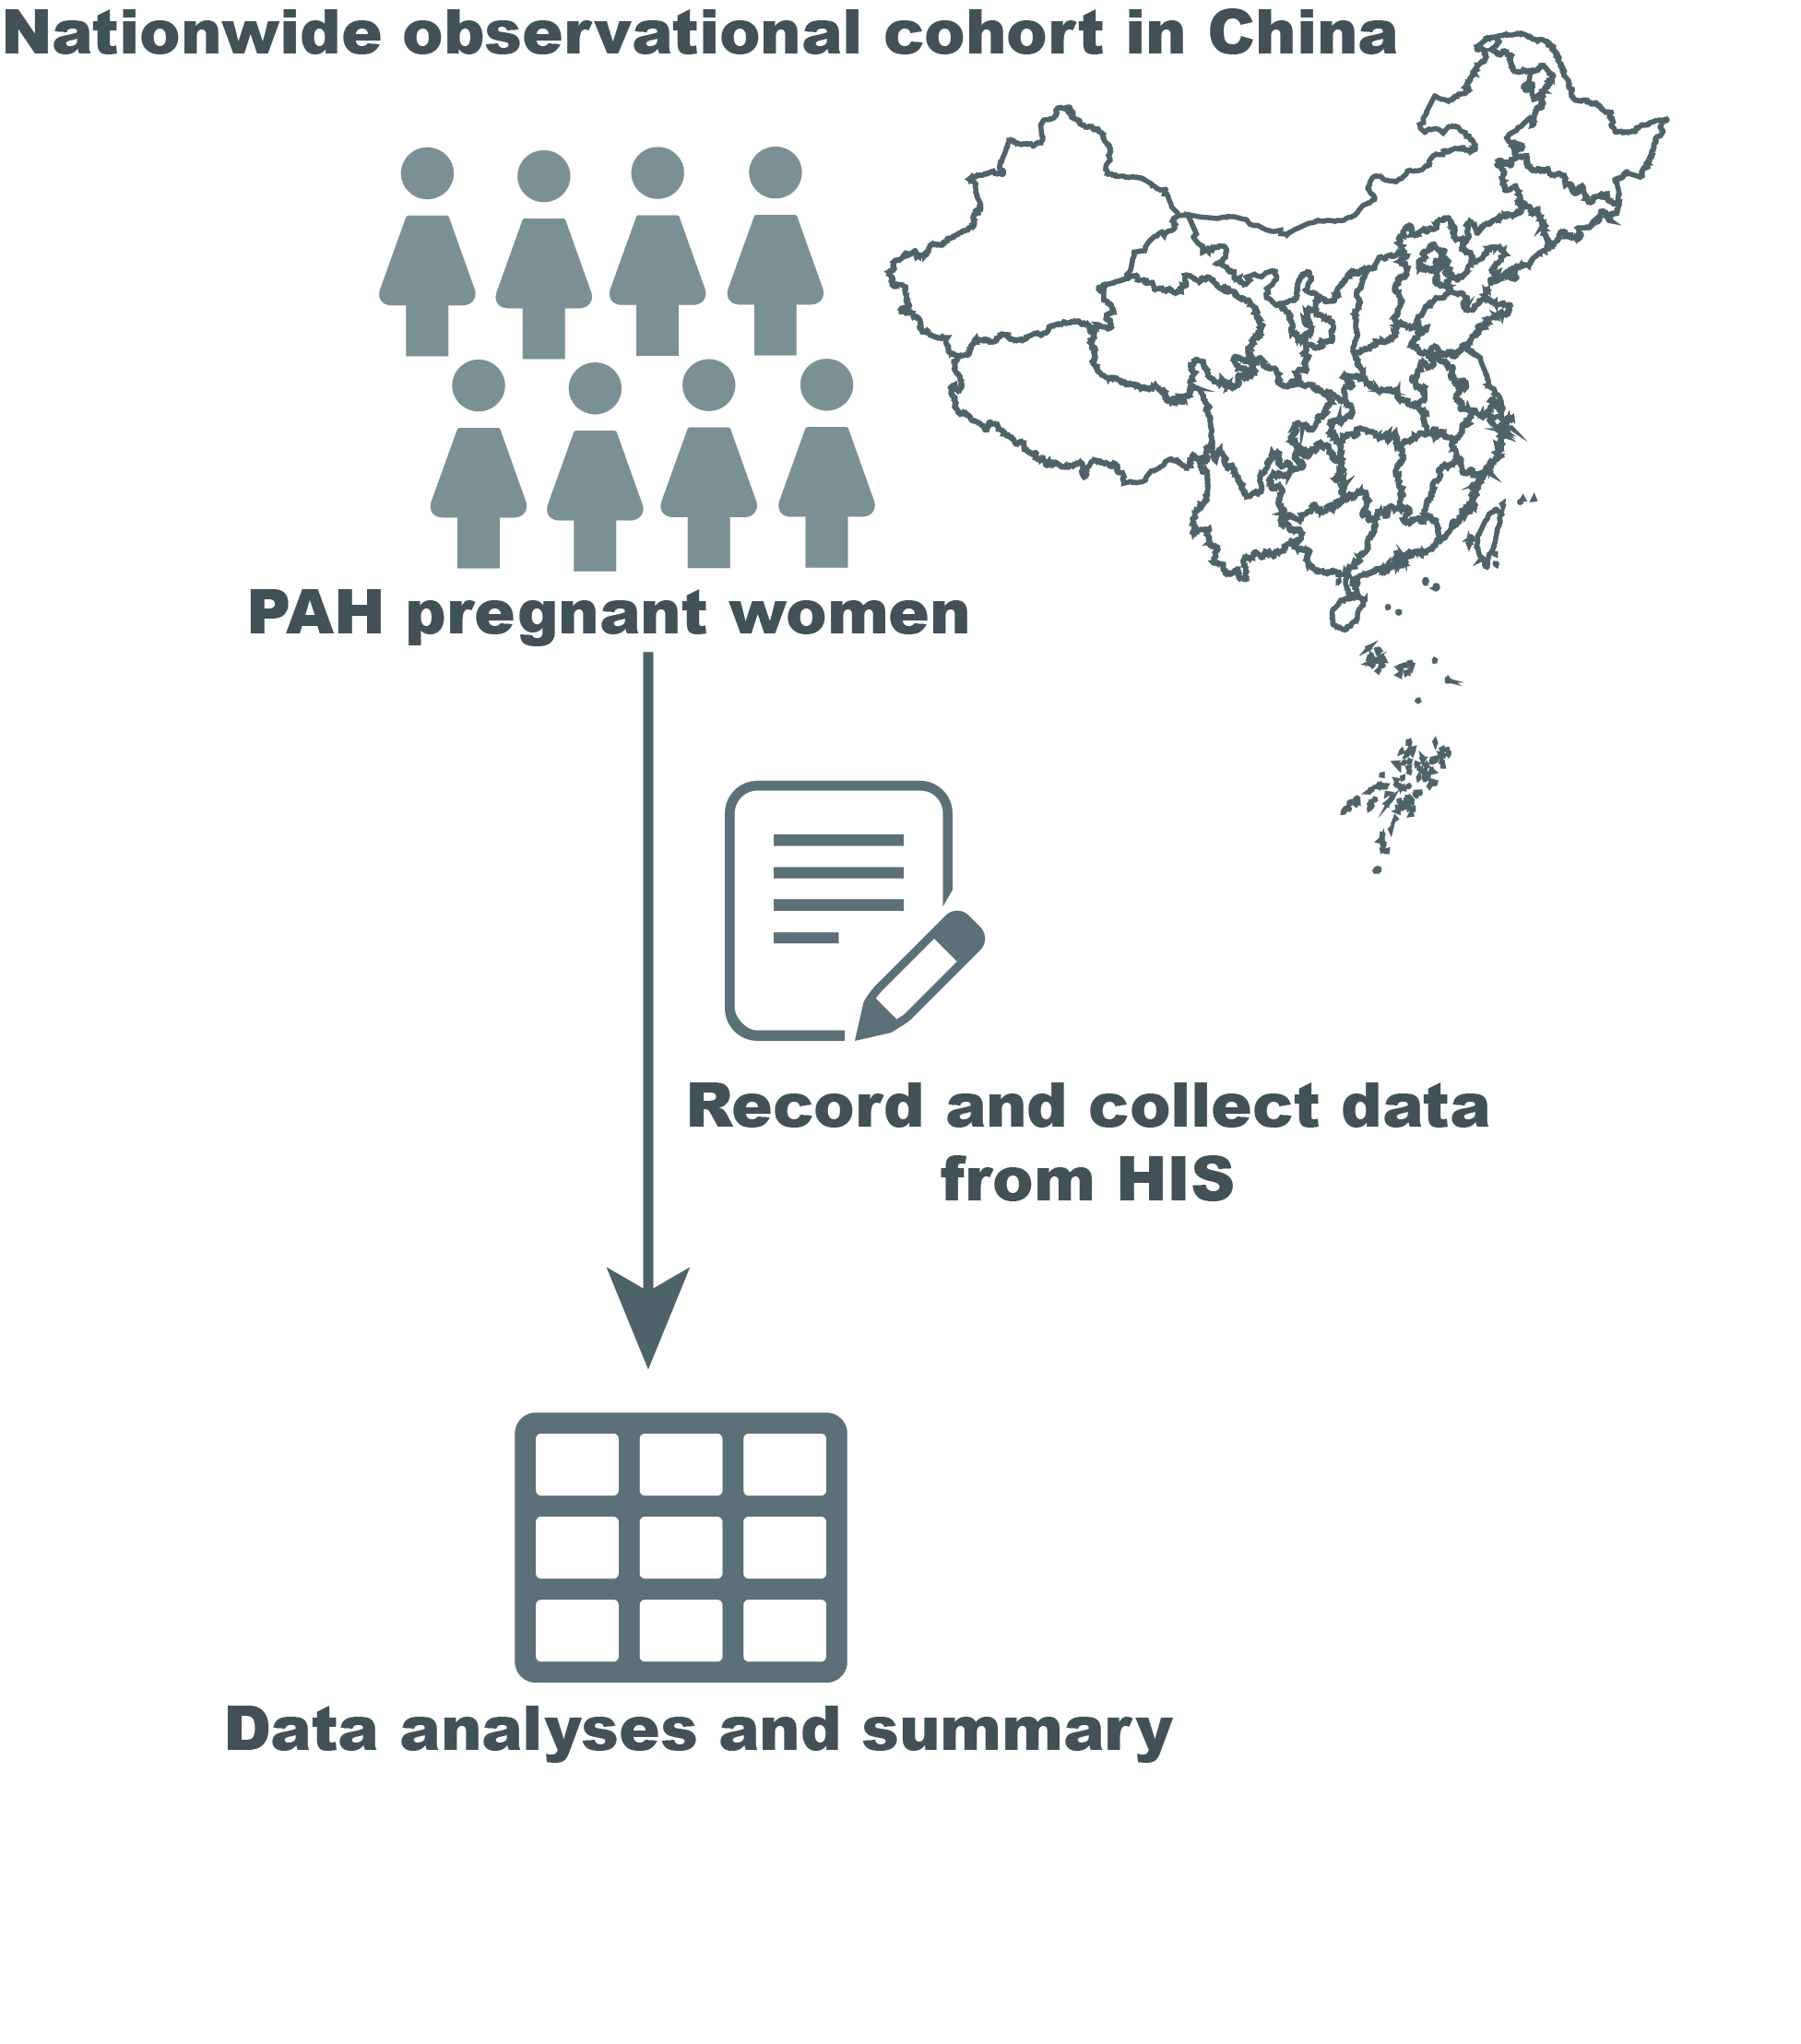 Nationwide observational cohort in China
PAH pregnant women
Record and collect data
from HIS
Data analyses and summary